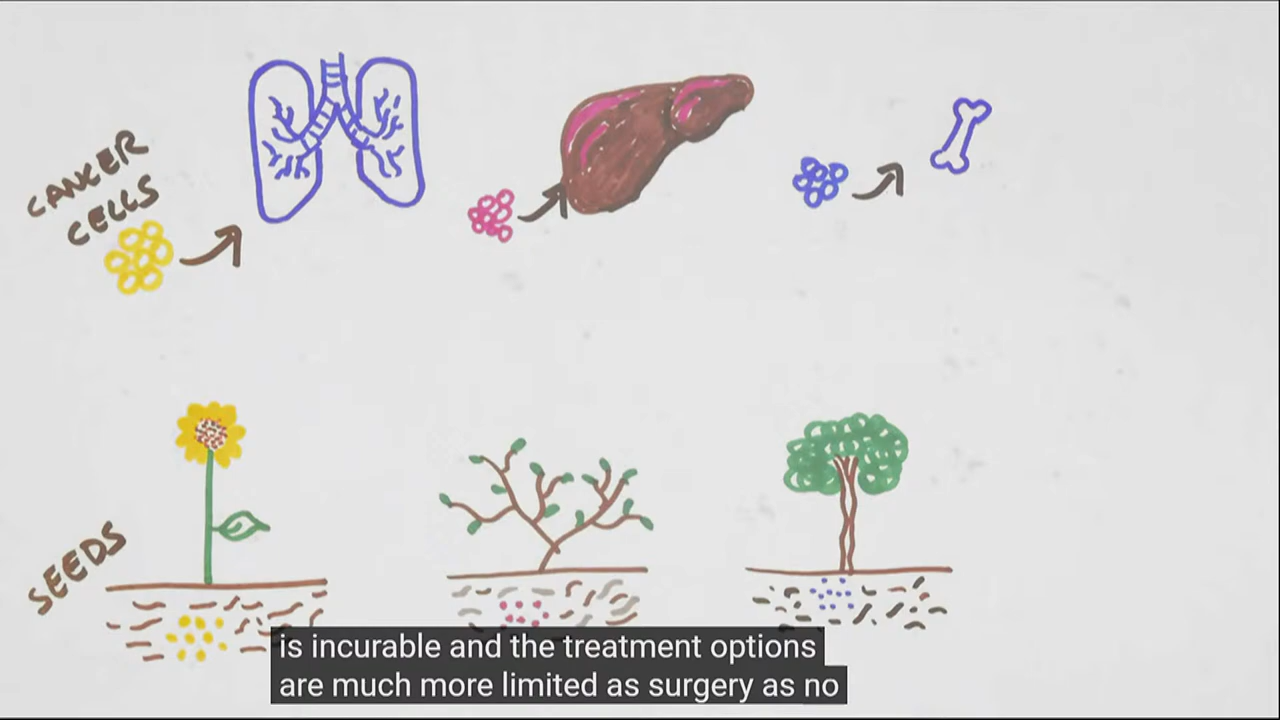 CANCER
CELLS
SEEDS
is incurable and the treatment options
are much more limited as surgery as no